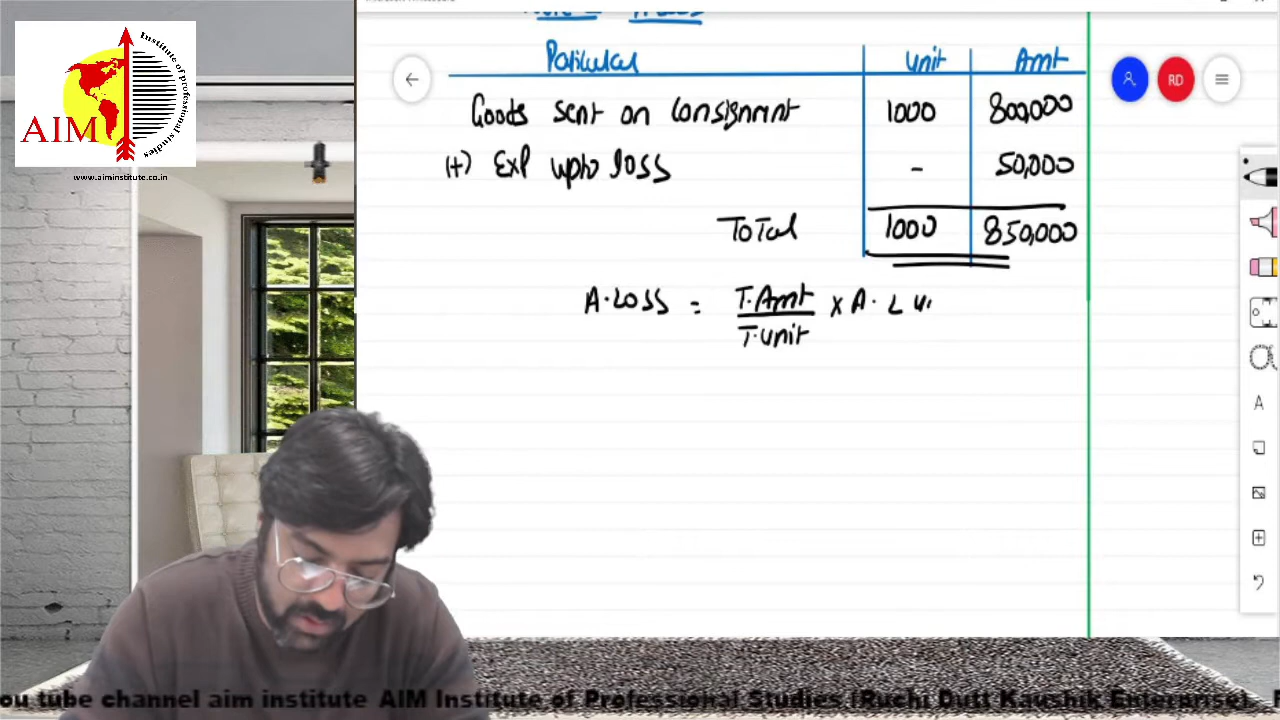 Institute of professional studies
AIM
www.aiminstitute.co.in
Particular Unit Amt
Goods sent on Consignment 1000 800,000
(+) Exp upto loss - 50,000
ToTal 1000 850,000
A.Loss = T.Amt / T.unit × A. L u
RD
A
ou tube channel aim institute AIM Institute of Professional Studies (Ruchi Dutt Kaushik Enterprise).